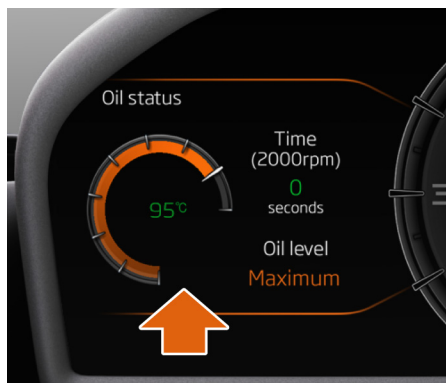 Oil status
Time
(2000rpm)
0
seconds
95℃
Oil level
Maximum